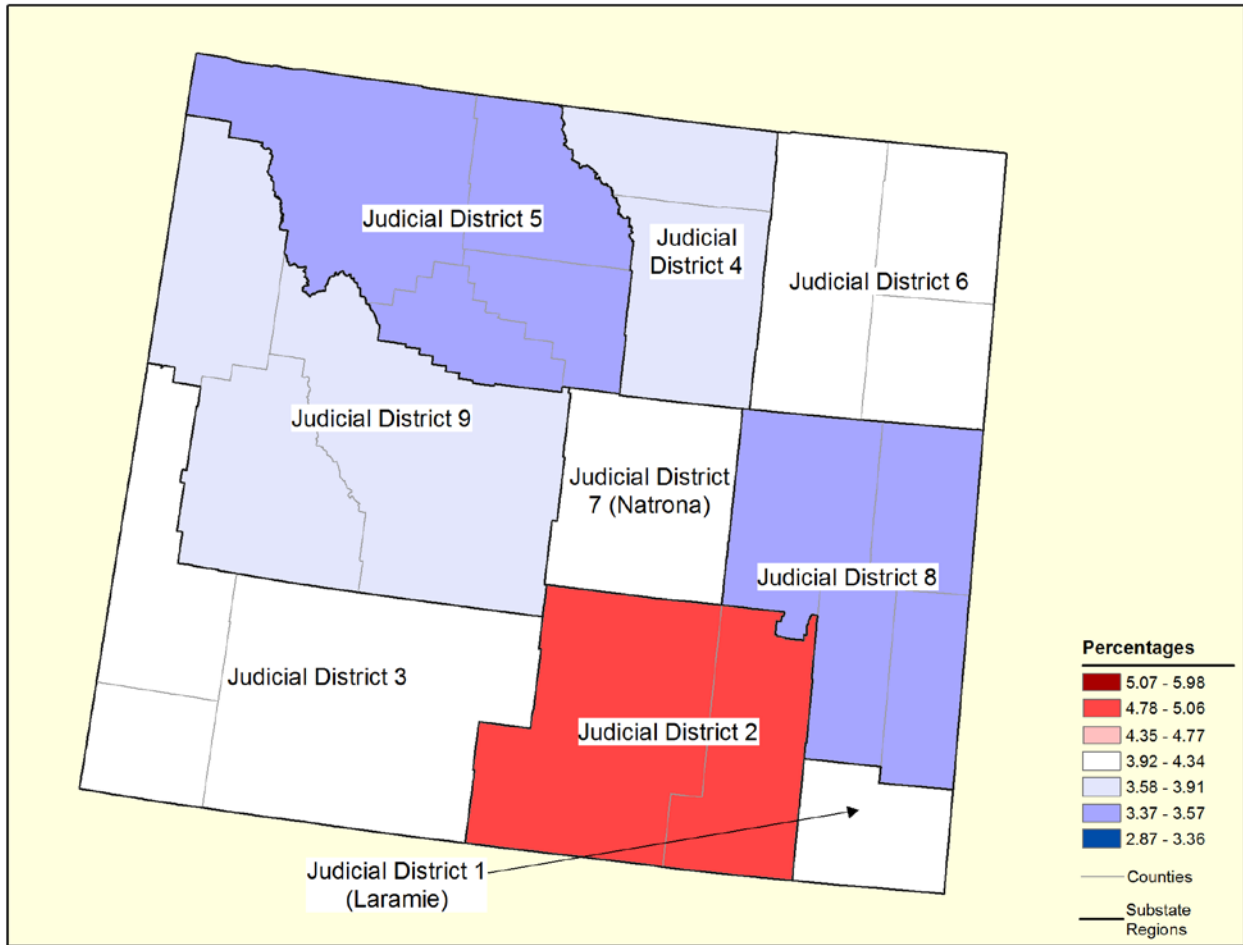 Judicial District 5
Judicial
District 4
Judicial District 6
Judicial District 9
Judicial District
7 (Natrona)
Judicial District 8
Judicial District 3
Judicial District 2
Judicial District 1
(Laramie)
Percentages
5.07 - 5.98
4.78 - 5.06
4.35 - 4.77
3.92 - 4.34
3.58 - 3.91
3.37 - 3.57
2.87 - 3.36
Counties
Substate
Regions